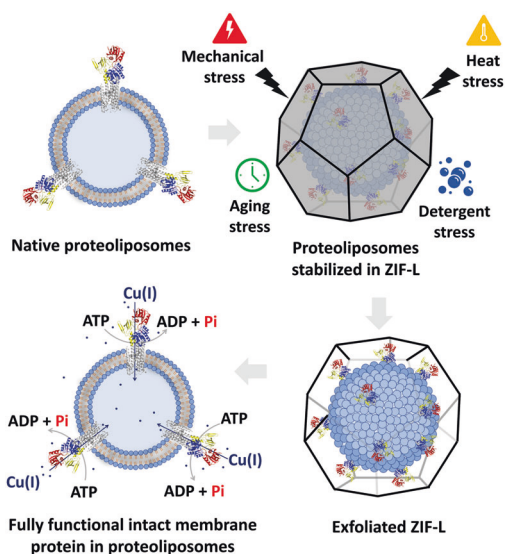 Mechanical
stress
Heat
stress
Aging
stress
Detergent
stress
Native proteoliposomes
Proteoliposomes
stabilized in ZIF-L
Cu(I)
ATP
ADP + Pi
ADP + Pi
ATP
Cu(I)
Cu(I)
ATP
ADP + Pi
Fully functional intact membrane
protein in proteoliposomes
Exfoliated ZIF-L